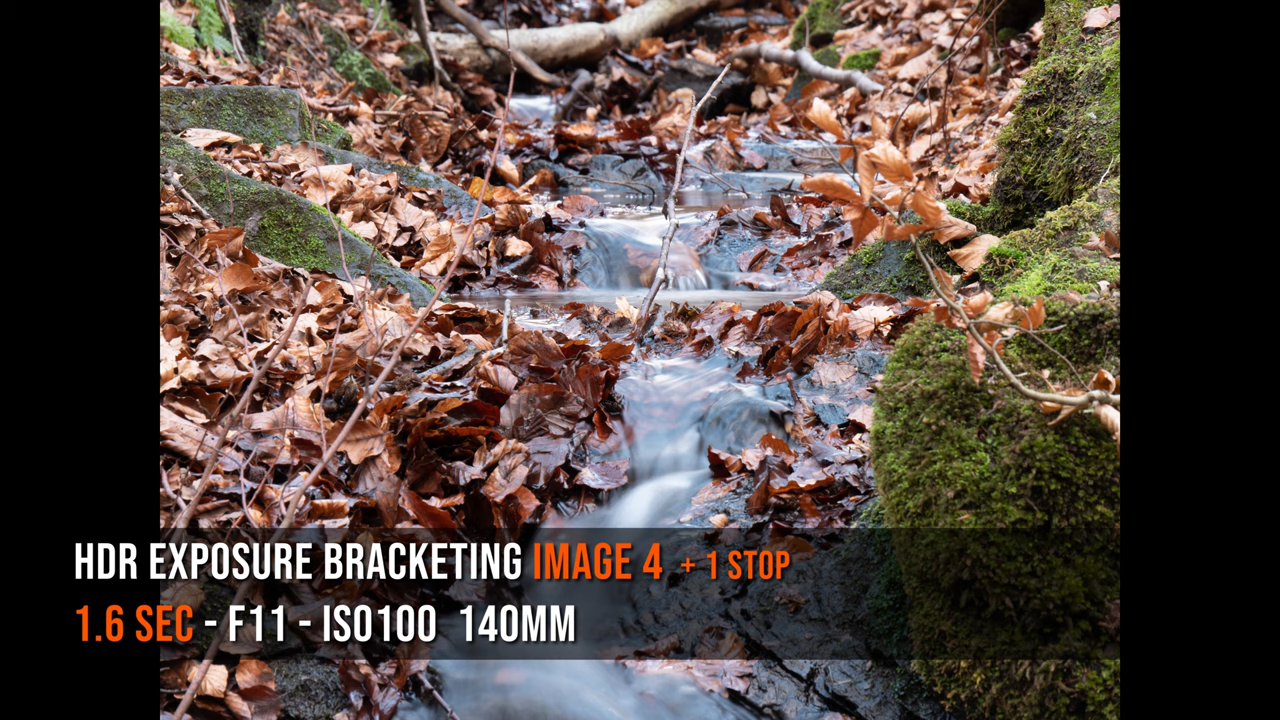 HDR EXPOSURE BRACKETING IMAGE 4 + 1 STOP
1.6 SEC - F11 - ISO100 140MM